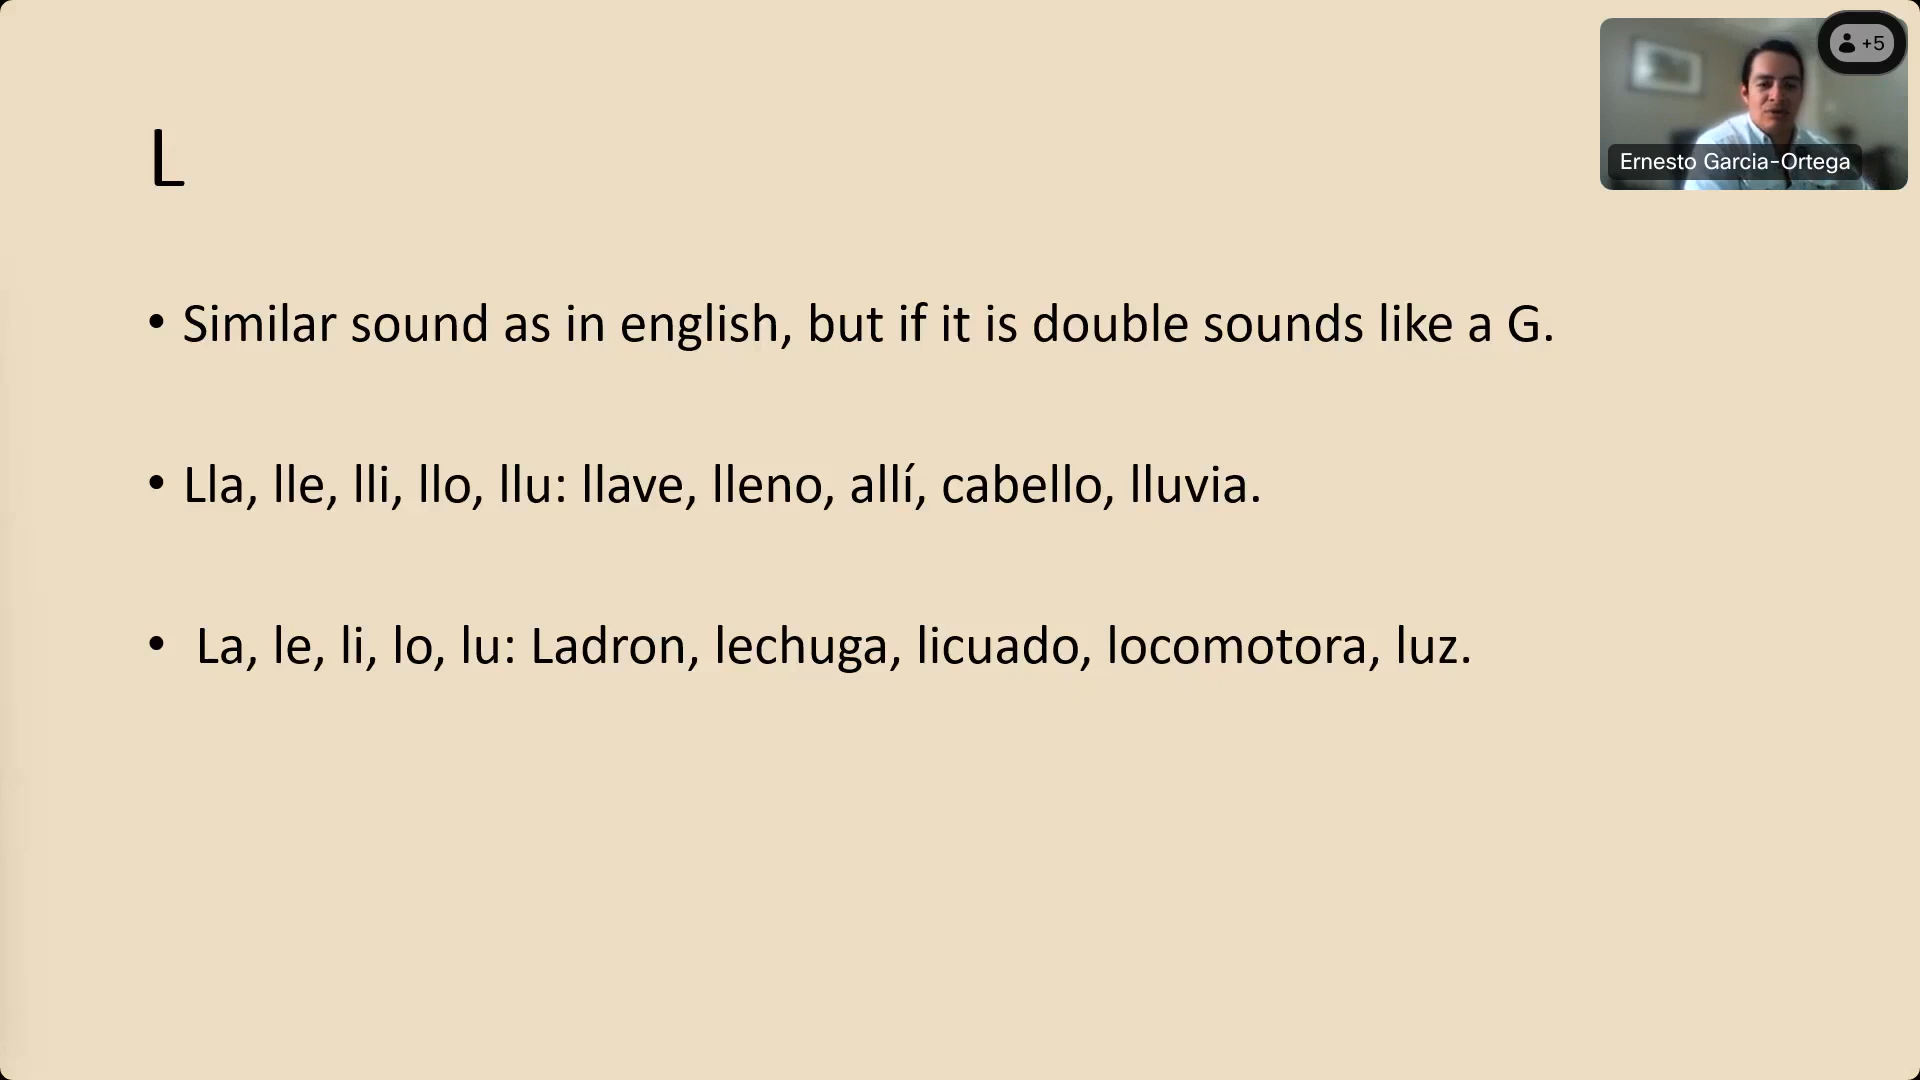 +5
Ernesto Garcia-Ortega
L
• Similar sound as in english, but if it is double sounds like a G.
• Lla, lle, lli, llo, llu: llave, lleno, allí, cabello, lluvia.
• La, le, li, lo, lu: Ladron, lechuga, licuado, locomotora, luz.